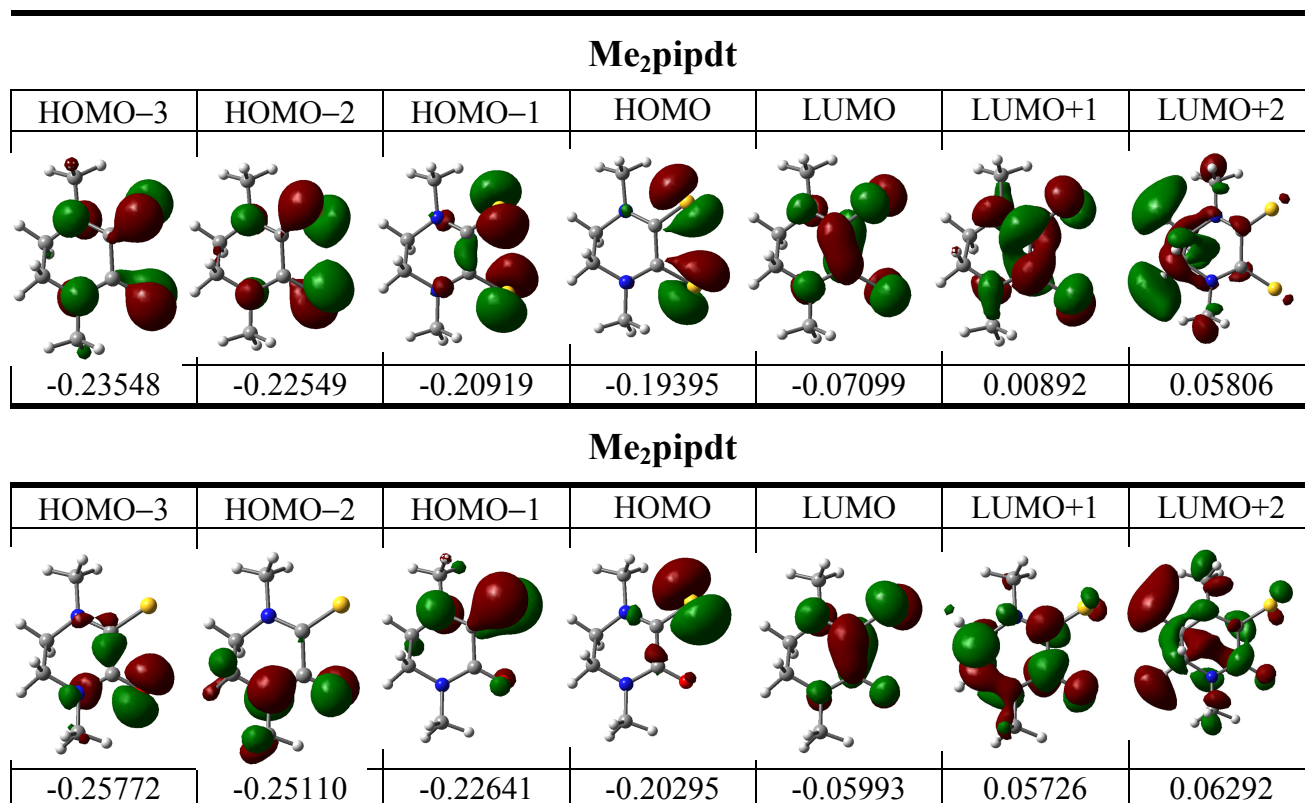 Me₂pipdt
HOMO−3 HOMO−2 HOMO−1 HOMO LUMO LUMO+1 LUMO+2
-0.23548 -0.22549 -0.20919 -0.19395 -0.07099 0.00892 0.05806
Me₂pipdt
HOMO−3 HOMO−2 HOMO−1 HOMO LUMO LUMO+1 LUMO+2
-0.25772 -0.25110 -0.22641 -0.20295 -0.05993 0.05726 0.06292